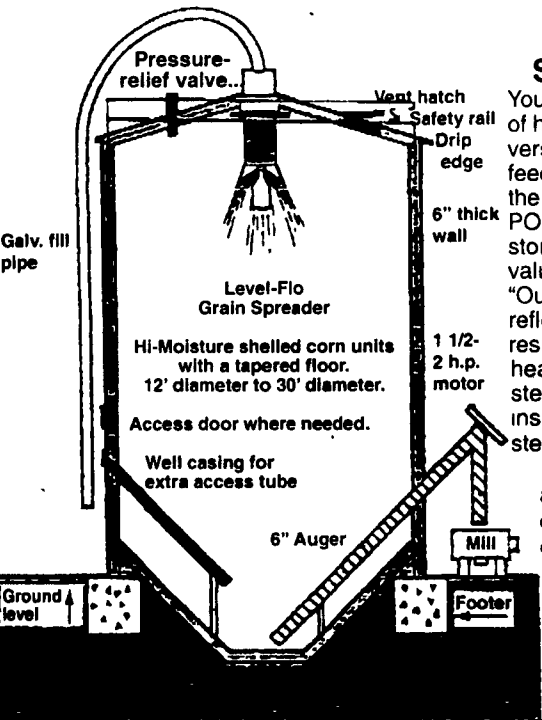 Pressure-
relief valve..
Vent hatch
& Safety rail
Drip
edge
6” thick
wall
Galv. fill
pipe
Level-Flo
Grain Spreader
Hi-Moisture shelled corn units
with a tapered floor.
12’ diameter to 30’ diameter.
1 1/2-
2 h.p.
motor
Access door where needed.
Well casing for
extra access tube
6” Auger
Mill
Ground
level
Footer
S
You
of h
vers
feed
the
PO
stor
valu
“Ou
refle
res
hea
ste
ins
ste